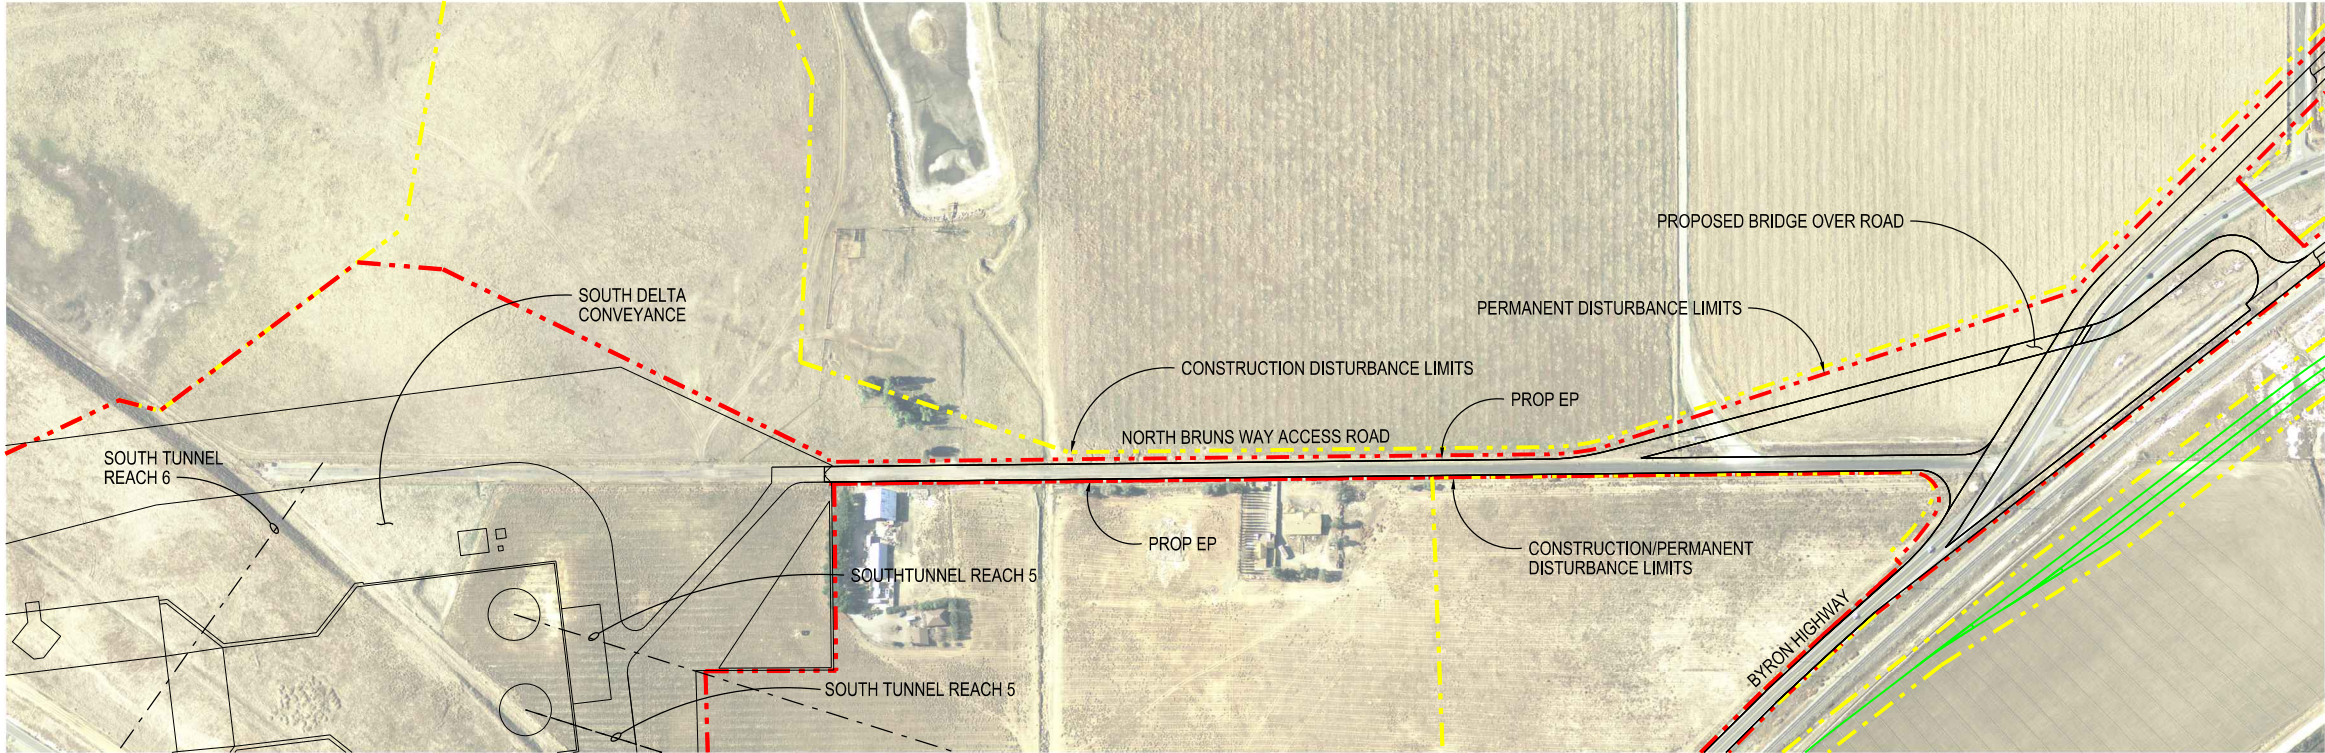 PROPOSED BRIDGE OVER ROAD
SOUTH DELTA
CONVEYANCE
PERMANENT DISTURBANCE LIMITS
CONSTRUCTION DISTURBANCE LIMITS
PROP EP
NORTH BRUNS WAY ACCESS ROAD
SOUTH TUNNEL
REACH 6
PROP EP
CONSTRUCTION/PERMANENT
DISTURBANCE LIMITS
SOUTHTUNNEL REACH 5
BYRON HIGHWAY
SOUTH TUNNEL REACH 5